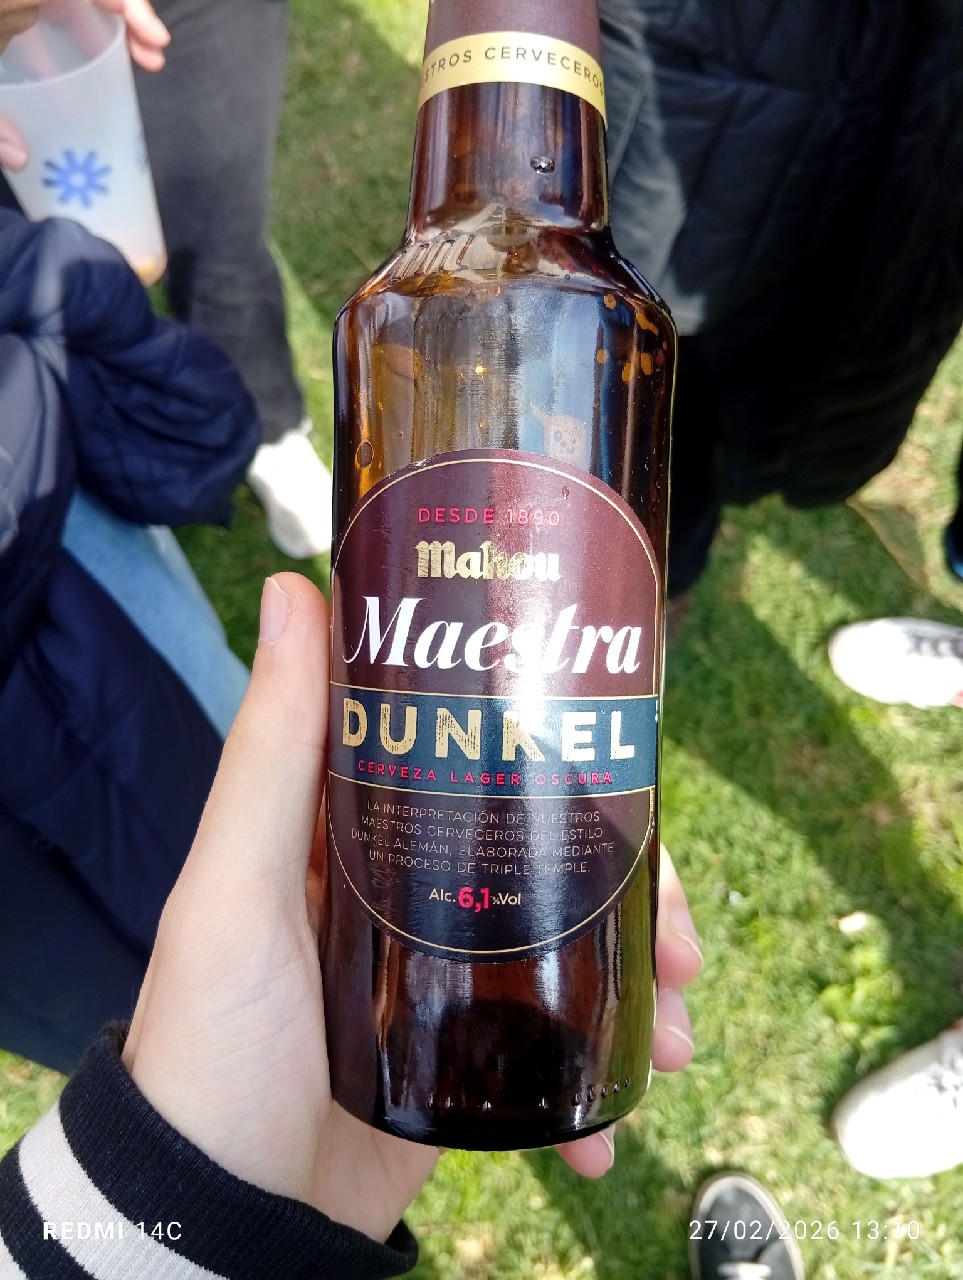 STROS CERVECEROS
DESDE 1890
Mahou
Maestra
DUNKEL
CERVEZA LAGER OSCURA
LA INTERPRETACIÓN DE NUESTROS
MAESTROS CERVECEROS DEL ESTILO
DUNKEL ALEMÁN, ELABORADA MEDIANTE
UN PROCESO DE TRIPLE TEMPLE.
Alc. 6,1 %Vol
REDMI 14C
27/02/2026 13:30